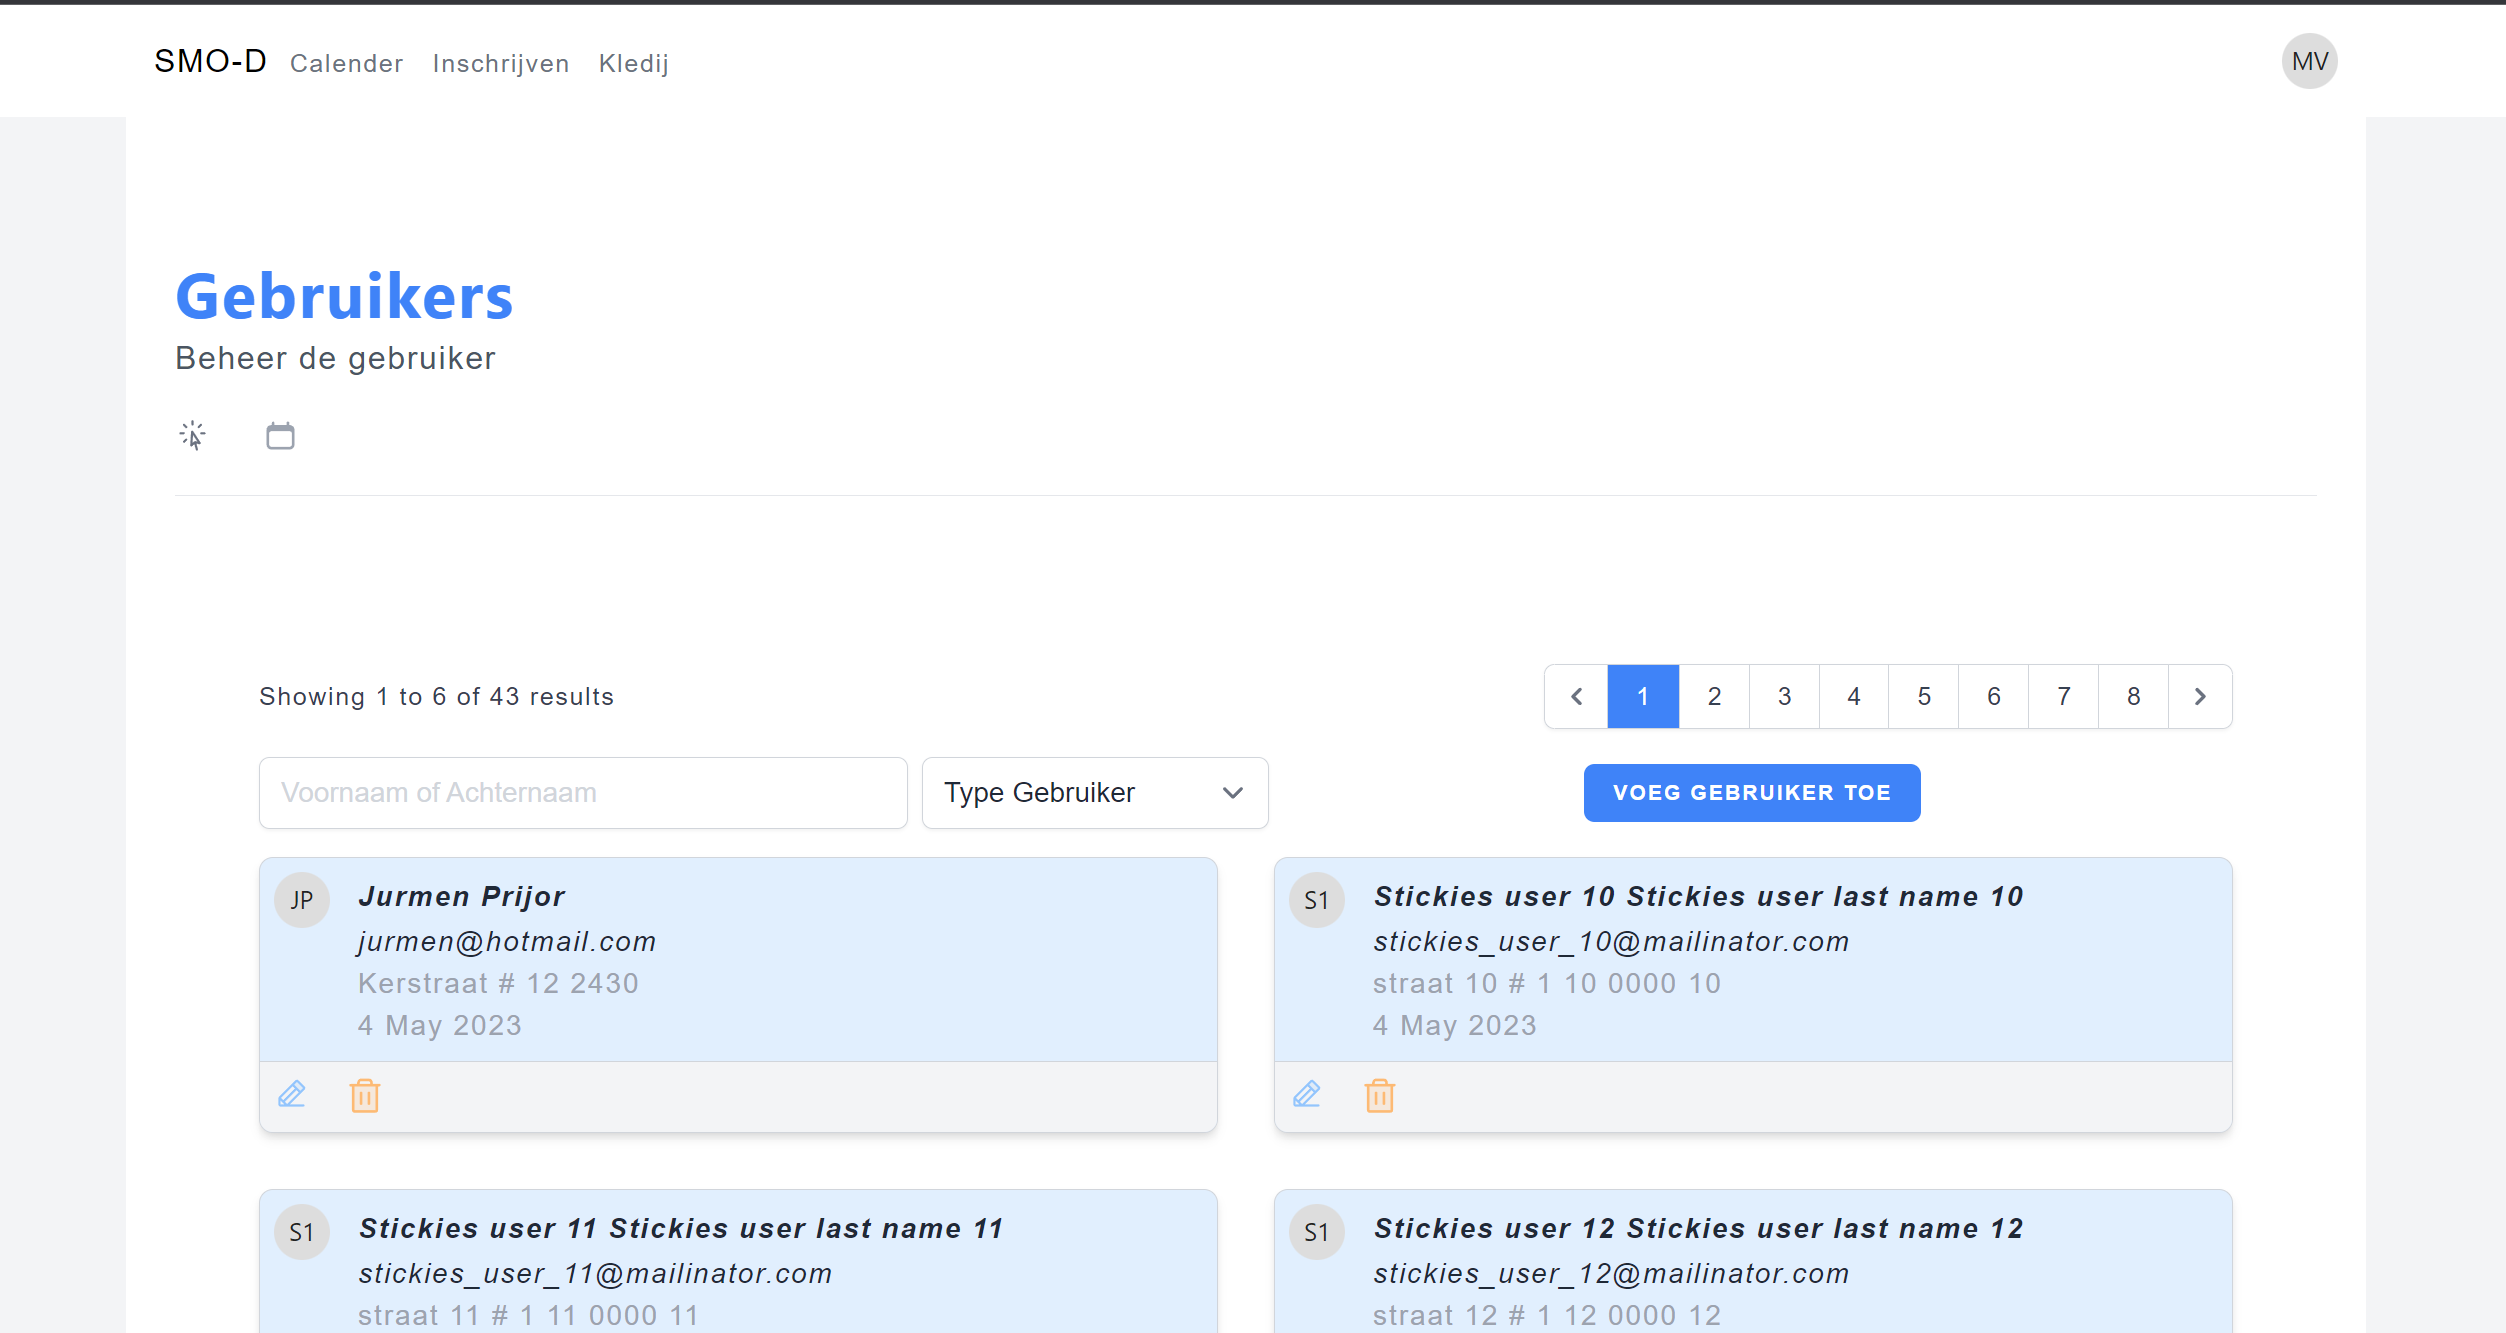 SMO-D Calender Inschrijven Kledij MV
Gebruikers
Beheer de gebruiker
Showing 1 to 6 of 43 results
1 2 3 4 5 6 7 8
Voornaam of Achternaam
Type Gebruiker
VOEG GEBRUIKER TOE
JP
Jurmen Prijor
jurmen@hotmail.com
Kerstraat # 12 2430
4 May 2023
S1
Stickies user 10 Stickies user last name 10
stickies_user_10@mailinator.com
straat 10 # 1 10 0000 10
4 May 2023
S1
Stickies user 11 Stickies user last name 11
stickies_user_11@mailinator.com
straat 11 # 1 11 0000 11
S1
Stickies user 12 Stickies user last name 12
stickies_user_12@mailinator.com
straat 12 # 1 12 0000 12